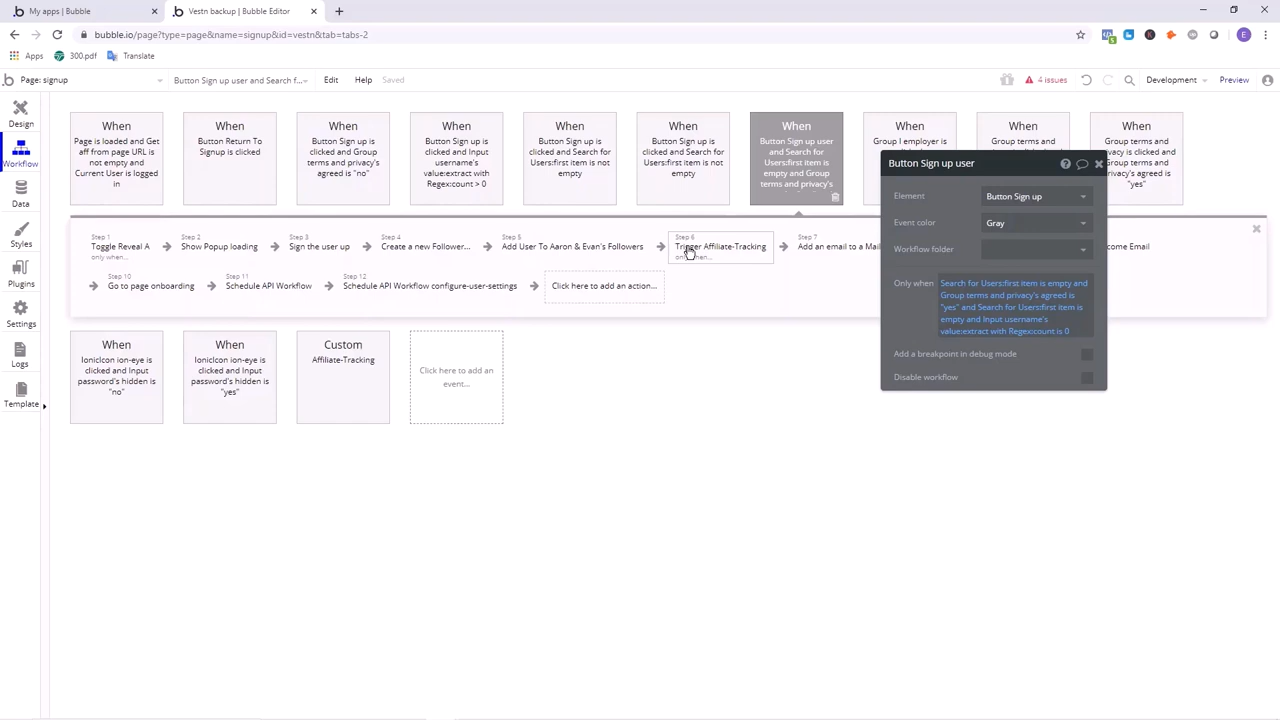 My apps | Bubble
Vestn backup | Bubble Editor
bubble.io/page?type=page&name=signup&id=vestn&tab=tabs-2
E
Apps
300.pdf
Translate
Page: signup
Button Sign up user and Search f...
Edit
Help
Saved
4 issues
Development
Preview
Design
Workflow
Data
Styles
Plugins
Settings
Logs
Template
When
Page is loaded and Get
aff from page URL is
not empty and
Current User is logged
in
When
Button Return To
Signup is clicked
When
Button Sign up is
clicked and Group
terms and privacy's
agreed is "no"
When
Button Sign up is
clicked and Input
username's
value:extract with
Regex:count > 0
When
Button Sign up is
clicked and Search for
Users:first item is not
empty
When
Button Sign up is
clicked and Search for
Users:first item is not
empty
When
Button Sign up user
and Search for
Users:first item is
empty and Group
terms and privacy's
When
Group I employer is
When
Group terms and
When
Group terms and
privacy is clicked and
Group terms and
privacy's agreed is
"yes"
Step 1
Toggle Reveal A
only when...
Step 2
Show Popup loading
Step 3
Sign the user up
Step 4
Create a new Follower...
Step 5
Add User To Aaron & Evan's Followers
Step 6
Trigger Affiliate-Tracking
only when...
Step 7
Add an email to a Mail
come Email
Step 10
Go to page onboarding
Step 11
Schedule API Workflow
Step 12
Schedule API Workflow configure-user-settings
Click here to add an action...
When
IonicIcon ion-eye is
clicked and Input
password's hidden is
"no"
When
IonicIcon ion-eye is
clicked and Input
password's hidden is
"yes"
Custom
Affiliate-Tracking
Click here to add an
event...
Button Sign up user
Element
Button Sign up
Event color
Gray
Workflow folder
Only when
Search for Users:first item is empty and
Group terms and privacy's agreed is
"yes" and Search for Users:first item is
empty and Input username's
value:extract with Regex:count is 0
Add a breakpoint in debug mode
Disable workflow